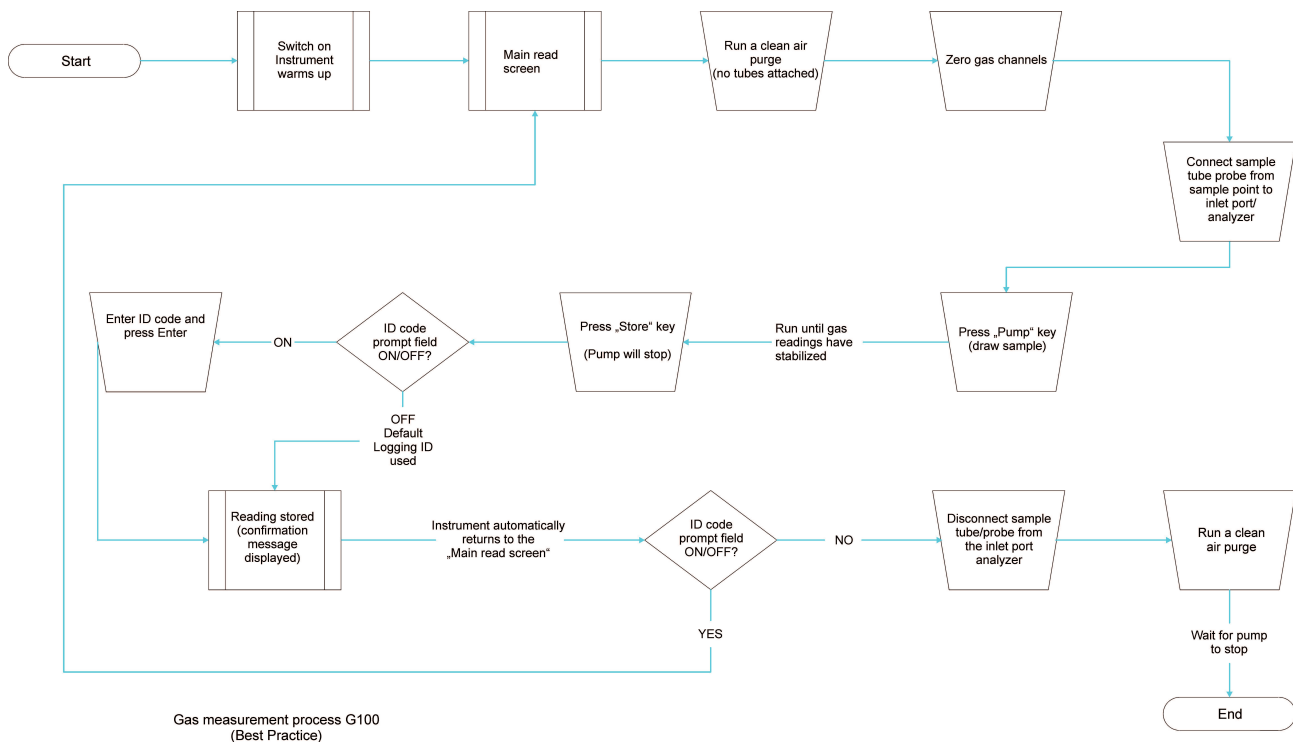 Start
Switch on
Instrument
warms up
Main read
screen
Run a clean air
purge
(no tubes attached)
Zero gas channels
Connect sample
tube probe from
sample point to
inlet port/
analyzer
Press „Pump“ key
(draw sample)
Run until gas
readings have
stabilized
Press „Store“ key
(Pump will stop)
ID code
prompt field
ON/OFF?
ON
Enter ID code and
press Enter
OFF
Default
Logging ID
used
Reading stored
(confirmation
message
displayed)
Instrument automatically
returns to the
„Main read screen“
ID code
prompt field
ON/OFF?
NO
Disconnect sample
tube/probe from
the inlet port
analyzer
Run a clean
air purge
YES
Wait for pump
to stop
End
Gas measurement process G100
(Best Practice)